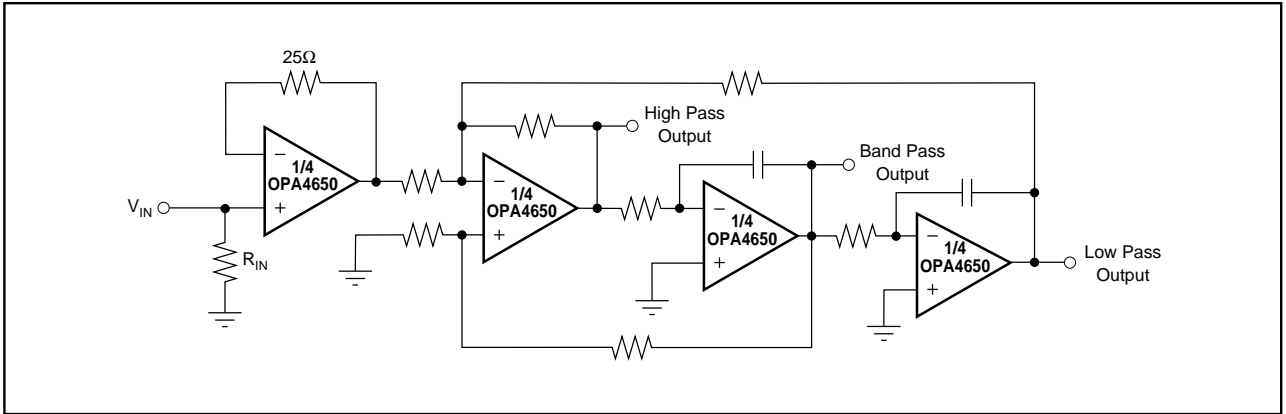 25Ω
High Pass
Output
−
1/4
OPA4650
+
Band Pass
Output
−
1/4
OPA4650
+
V_IN
R_IN
−
1/4
OPA4650
+
−
1/4
OPA4650
+
Low Pass
Output